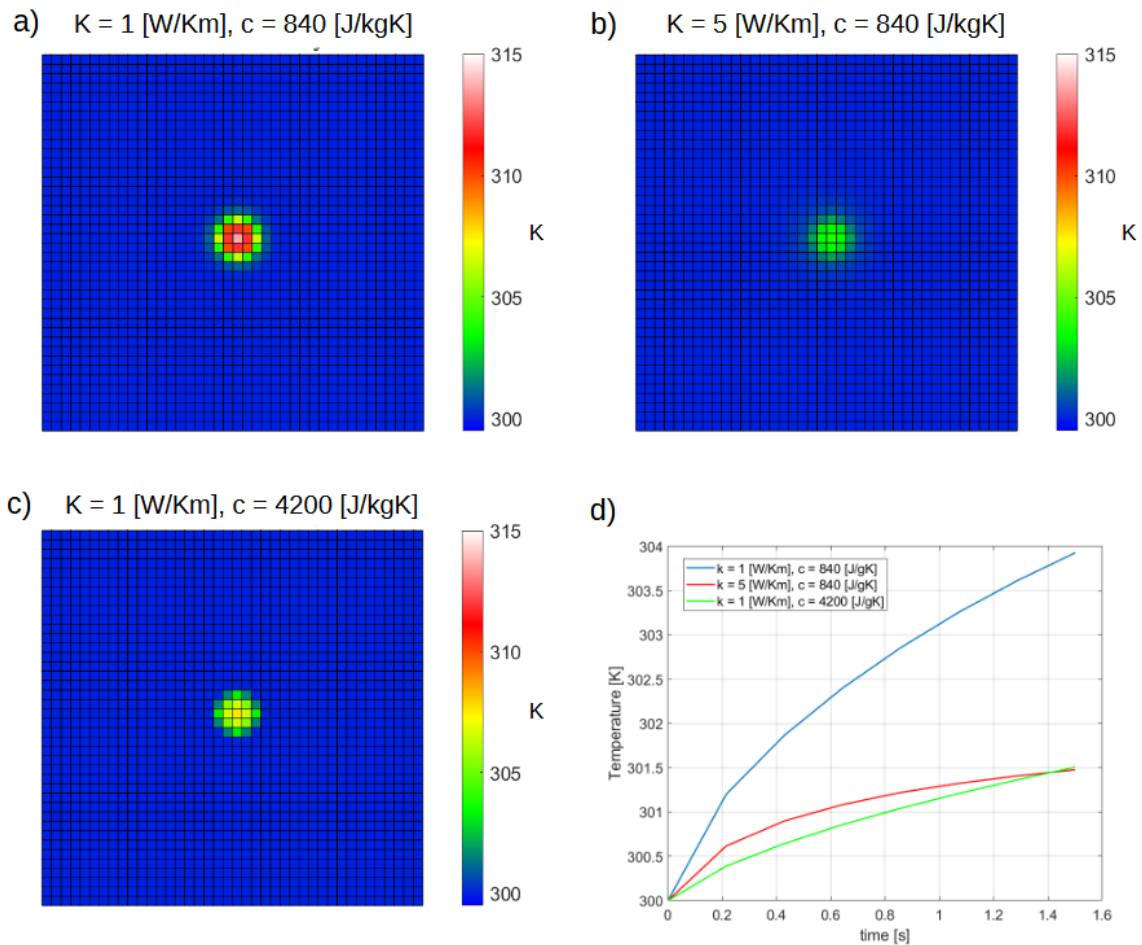 a) K = 1 [W/Km], c = 840 [J/kgK]
315
310
K
305
300
b) K = 5 [W/Km], c = 840 [J/kgK]
315
310
K
305
300
c) K = 1 [W/Km], c = 4200 [J/kgK]
315
310
K
305
300
d)
k = 1 [W/Km], c = 840 [J/gK]
k = 5 [W/Km], c = 840 [J/gK]
k = 1 [W/Km], c = 4200 [J/gK]
Temperature [K]
304
303.5
303
302.5
302
301.5
301
300.5
300
0 0.2 0.4 0.6 0.8 1 1.2 1.4 1.6
time [s]